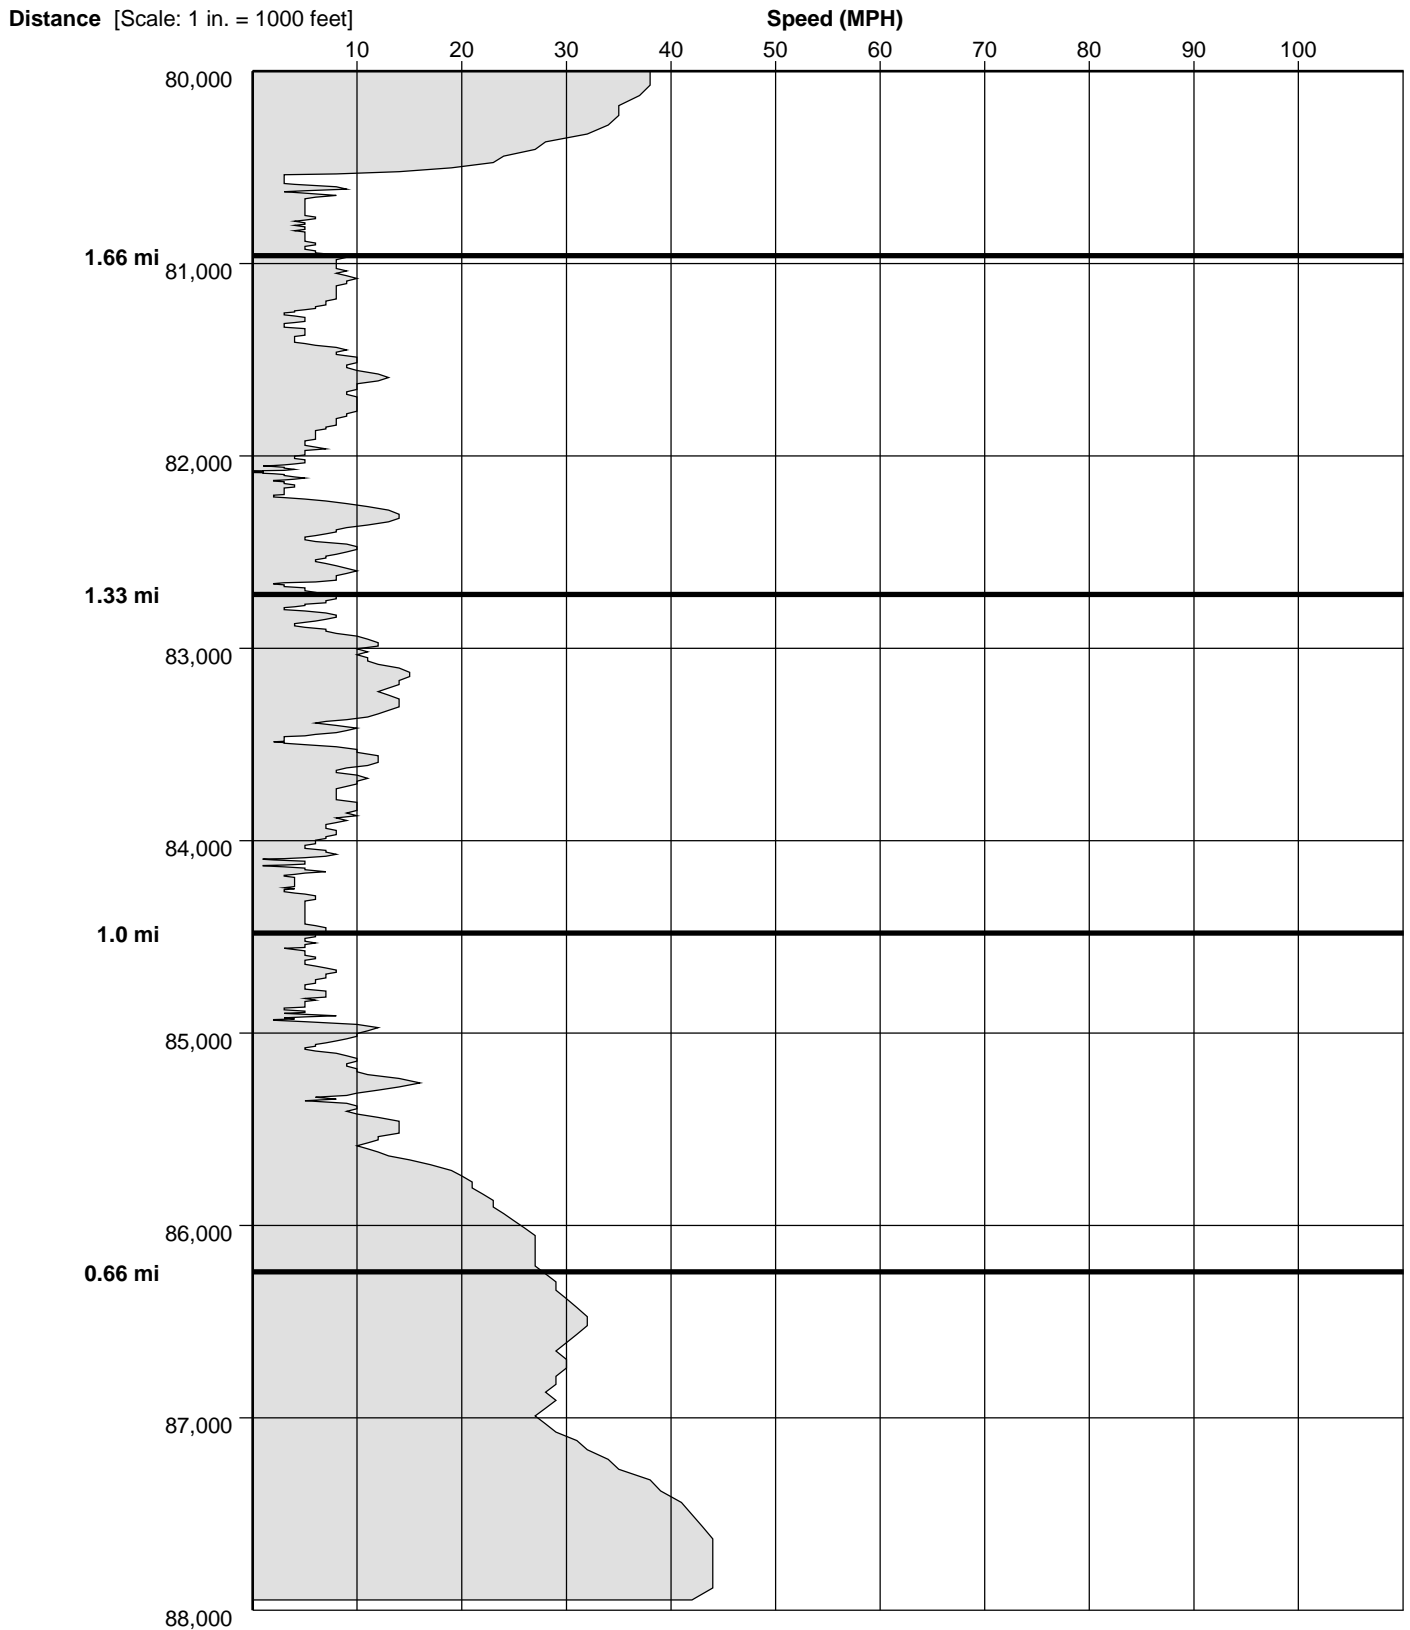 Distance [Scale: 1 in. = 1000 feet] Speed (MPH)
10 20 30 40 50 60 70 80 90 100
80,000
1.66 mi
81,000
82,000
1.33 mi
83,000
84,000
1.0 mi
85,000
86,000
0.66 mi
87,000
88,000